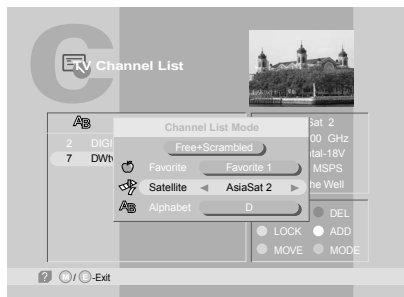 TV Channel List
AB
2 DIGI
7 DWtv
Channel List Mode
Free+Scrambled
Favorite Favorite 1
Satellite ◀ AsiaSat 2 ▶
AB Alphabet D
Sat 2
00 GHz
tal-18V
MSPS
he Well
DEL
LOCK ADD
MOVE MODE
? M / C -Exit